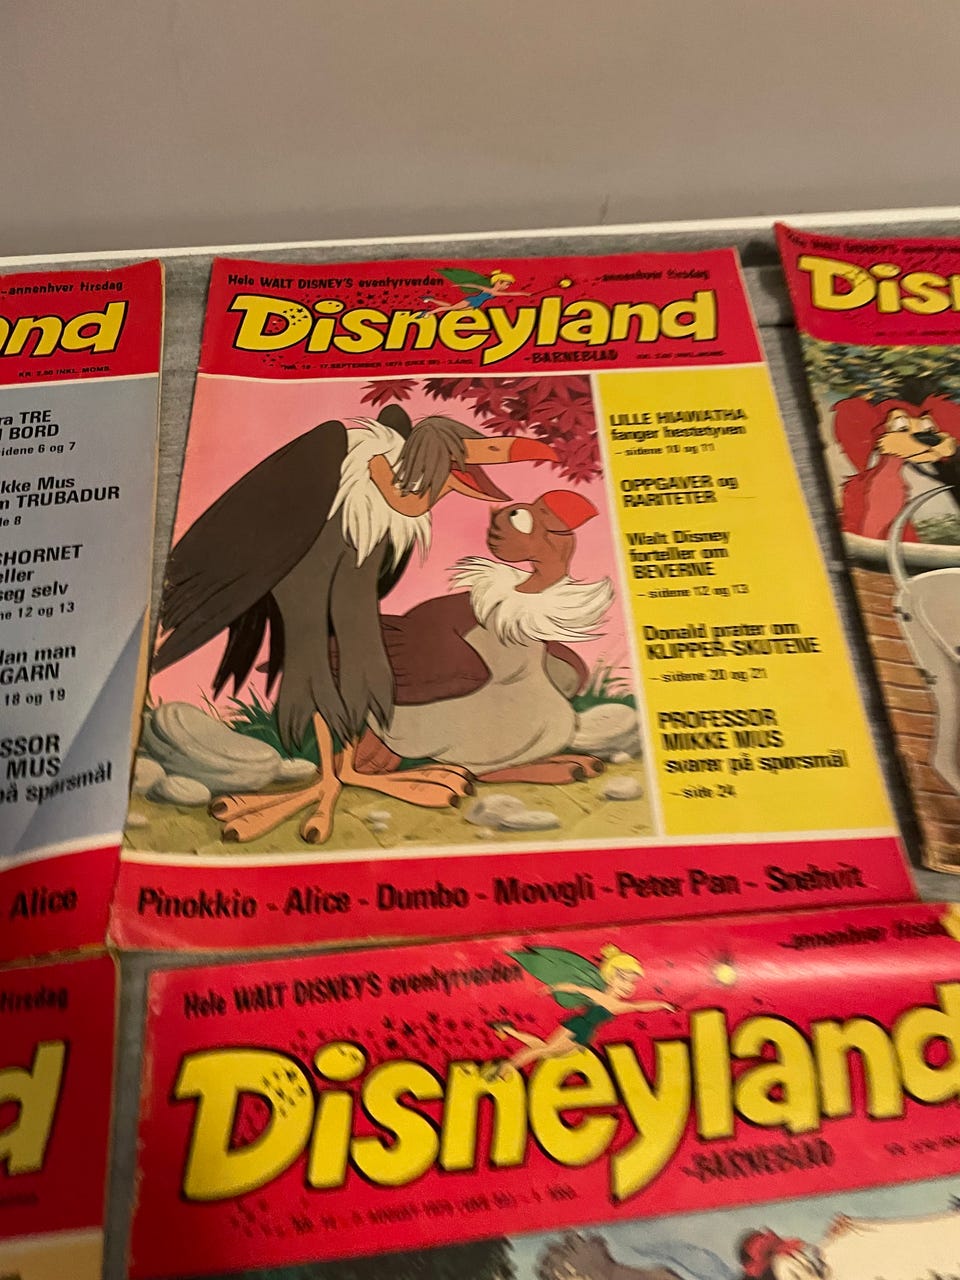 -annenhver tirsdag
and
KR. 2,50 INKL. MOMS.
ra TRE
BORD
sidene 6 og 7
kke Mus
TRUBADUR
de 8
SHORNET
eller
seg selv
ne 12 og 13
dan man
GARN
18 og 19
SSOR
MUS
på spørsmål
Alice
Hele WALT DISNEY'S eventyrverden
-annenhver tirsdag
Disneyland
-BARNEBLAD
LILLE HIAWATHA
fanger hestetyven
- sidene 10 og 11
OPPGAVER og
RARITETER
Walt Disney
forteller om
BEVERNE
- sidene 12 og 13
Donald prater om
KLIPPER-SKUTENE
- sidene 20 og 21
PROFESSOR
MIKKE MUS
svarer på spørsmål
- side 24
Pinokkio - Alice - Dumbo - Mowgli - Peter Pan - Snehvit
Hele WALT DISNEY'S eventyrverden
Dis
tirsdag
d
Hele WALT DISNEY'S eventyrverden
-annenhver tirsdag
Disneyland
-BARNEBLAD